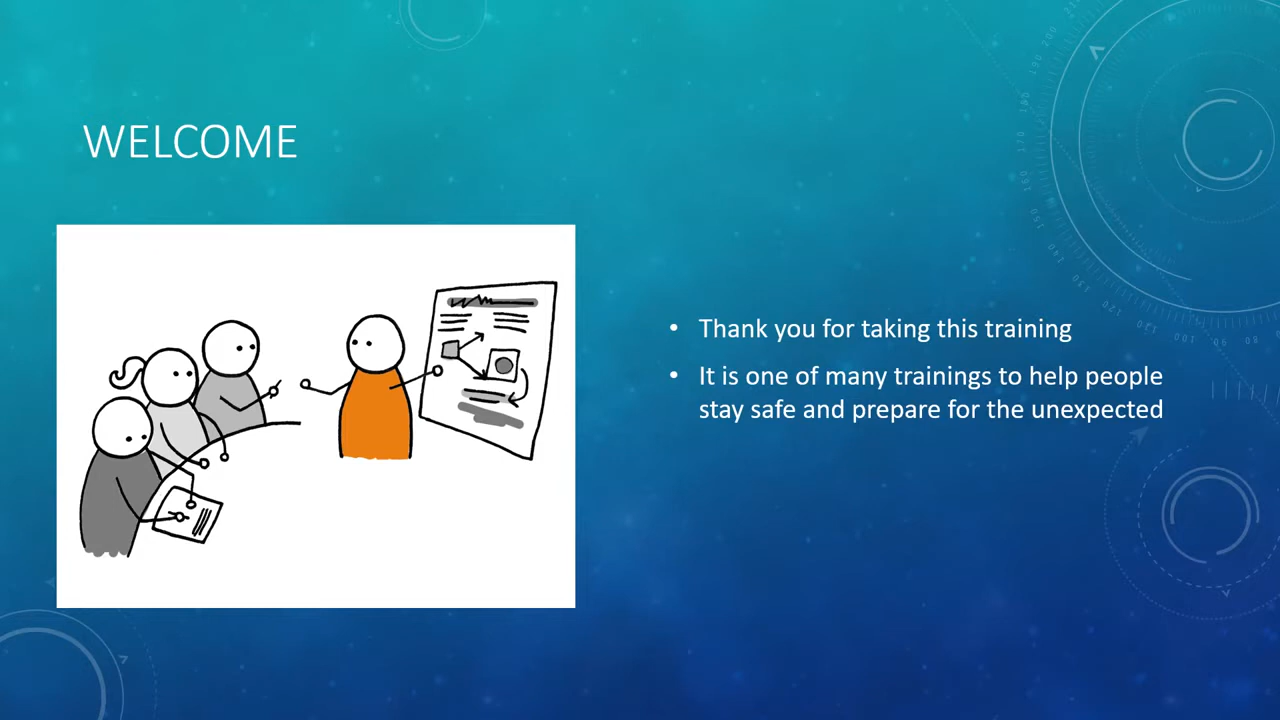 WELCOME
• Thank you for taking this training
• It is one of many trainings to help people
stay safe and prepare for the unexpected